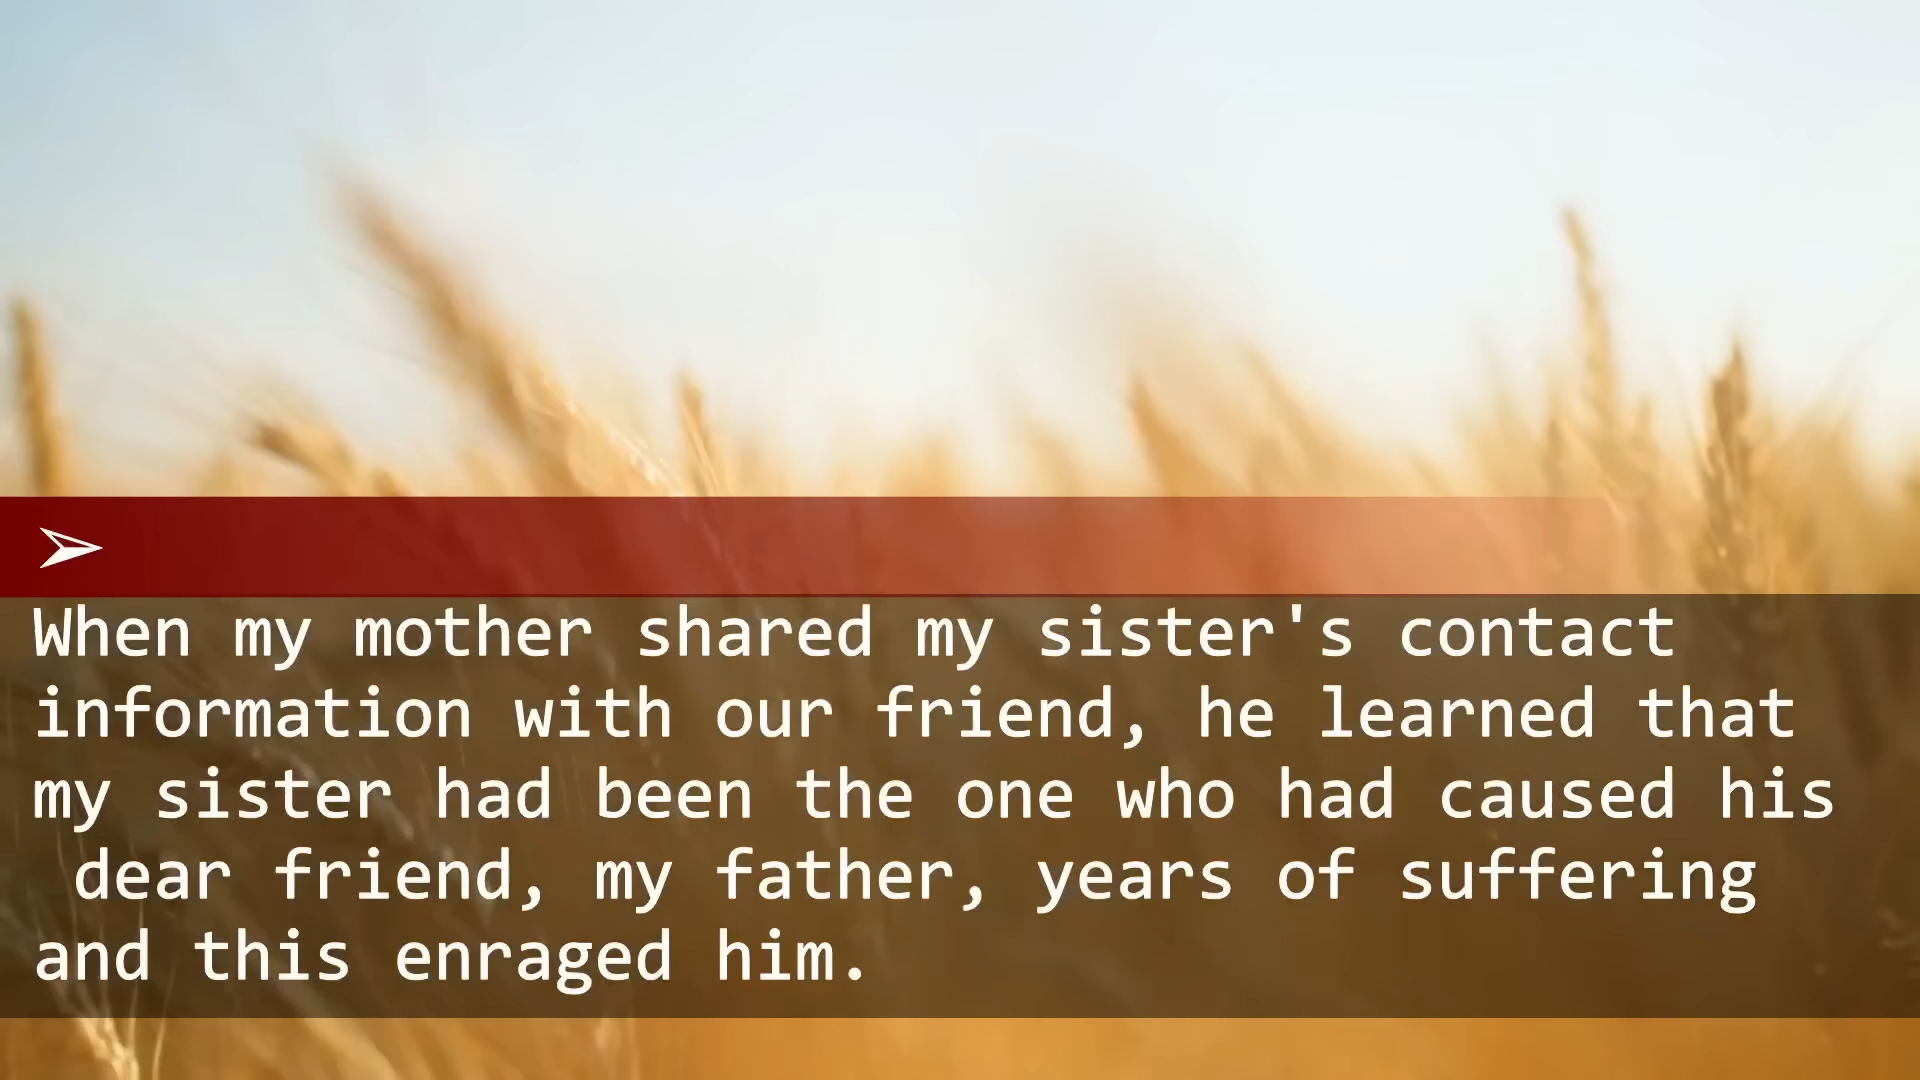 When my mother shared my sister's contact
information with our friend, he learned that
my sister had been the one who had caused his
dear friend, my father, years of suffering
and this enraged him.